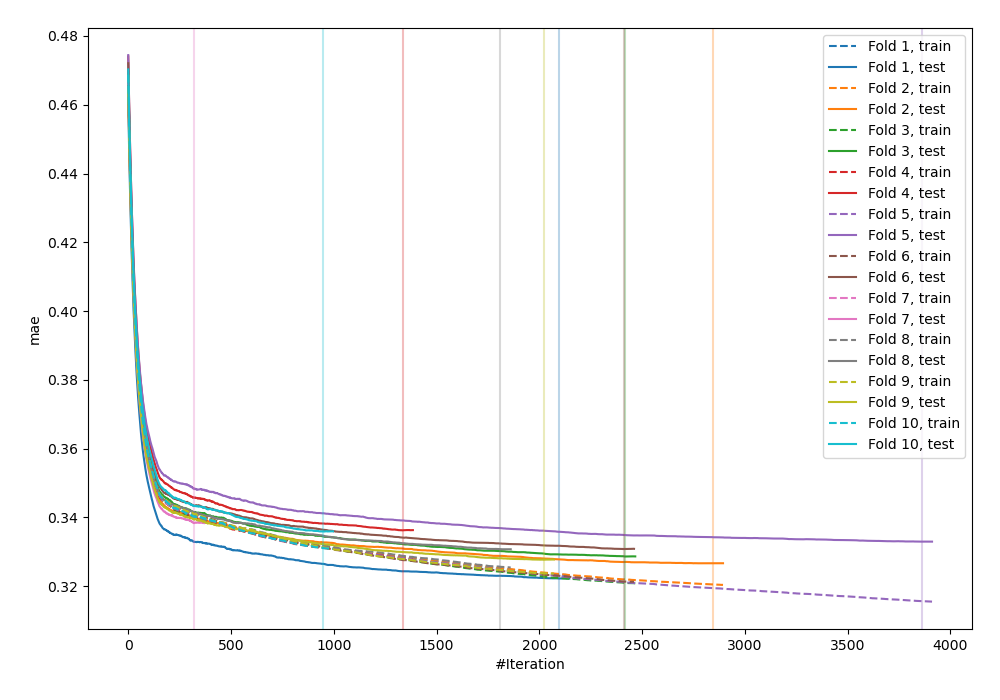 0.48
0.46
0.44
0.42
0.40
0.38
0.36
0.34
0.32
mae
0
500
1000
1500
2000
2500
3000
3500
4000
#Iteration
Fold 1, train
Fold 1, test
Fold 2, train
Fold 2, test
Fold 3, train
Fold 3, test
Fold 4, train
Fold 4, test
Fold 5, train
Fold 5, test
Fold 6, train
Fold 6, test
Fold 7, train
Fold 7, test
Fold 8, train
Fold 8, test
Fold 9, train
Fold 9, test
Fold 10, train
Fold 10, test